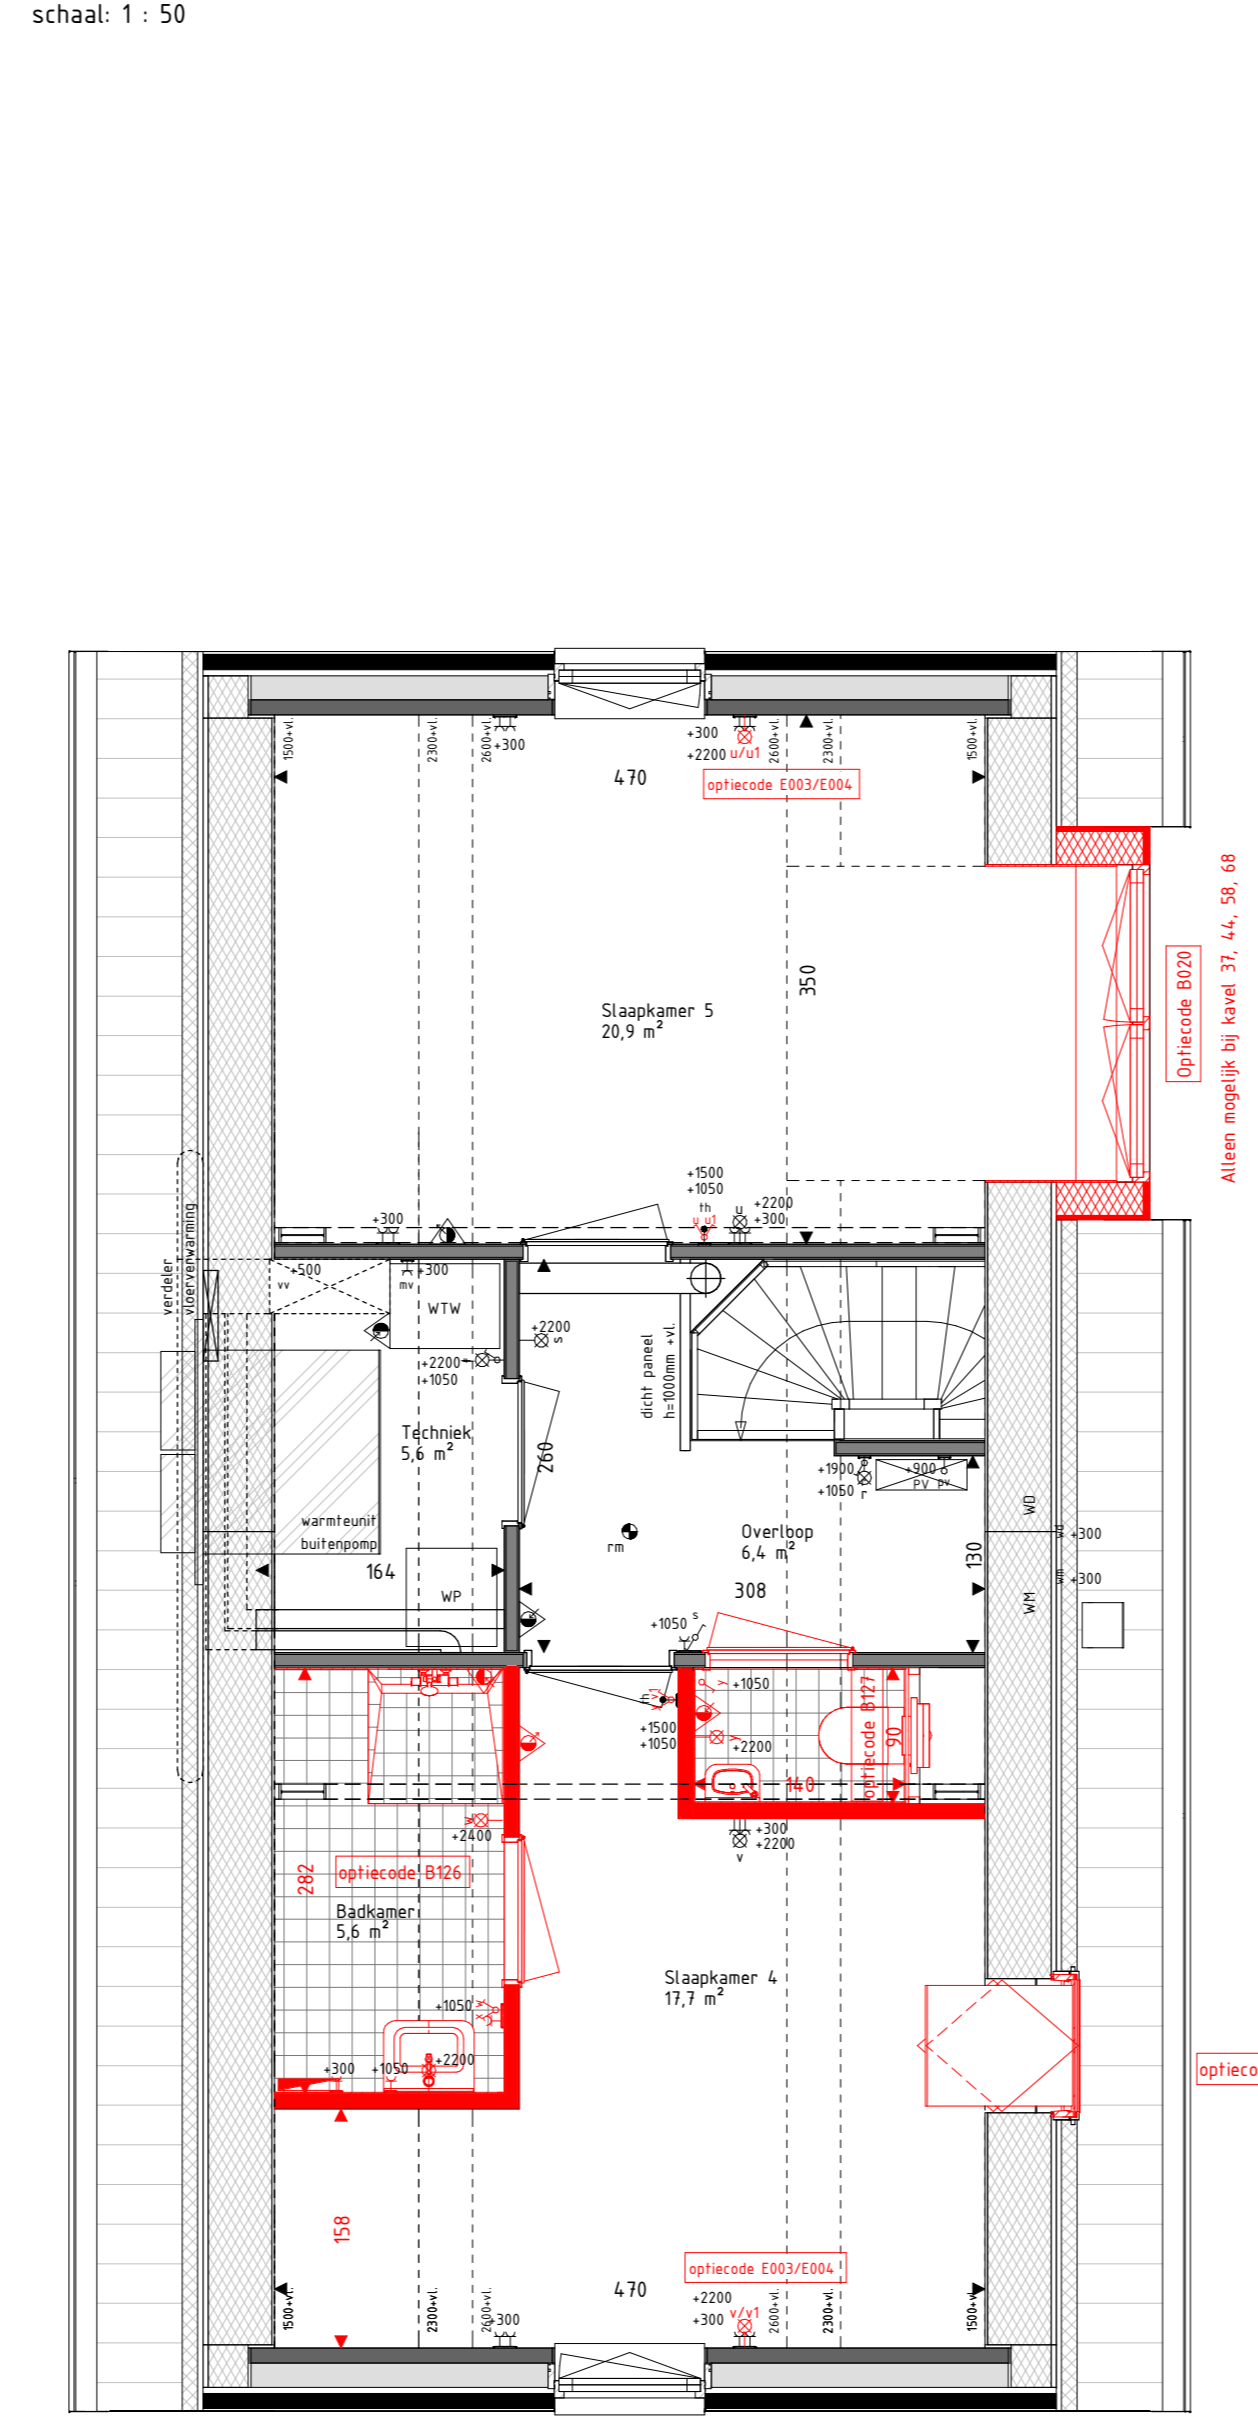 schaal: 1 : 50
1500+vl.
2300+vl.
2600+vl.
+300
+300
+2200
u/u1
2600+vl.
2300+vl.
1500+vl.
470
optiecode E003/E004
350
Slaapkamer 5
20,9 m²
Optiecode B020
Alleen mogelijk bij kavel 37, 44, 58, 68
+1500
+1050
th
u u1
u
+2200
+300
+300
verdeler
vloerverwarming
+500
vv
mv
+300
WTW
+2200
s
+2200
+1050
dicht paneel
h=1000mm +vl.
Techniek
5,6 m²
260
+1900
+1050
r
+900
PV
pv
warmteunit
buitenpomp
164
WP
rm
Overloop
6,4 m²
308
130
WD
wd
+300
WM
wm
+300
+1050
s
th
v v1
+1500
+1050
y
+1050
y
+2200
optiecode B127
90
140
w
+2400
+300
+2200
v
282
optiecode B126
Badkamer
5,6 m²
Slaapkamer 4
17,7 m²
+1050
x w
+300
+1050
+2200
optieco
158
optiecode E003/E004
470
+2200
+300
v/v1
1500+vl.
2300+vl.
2600+vl.
+300
2600+vl.
2300+vl.
1500+vl.